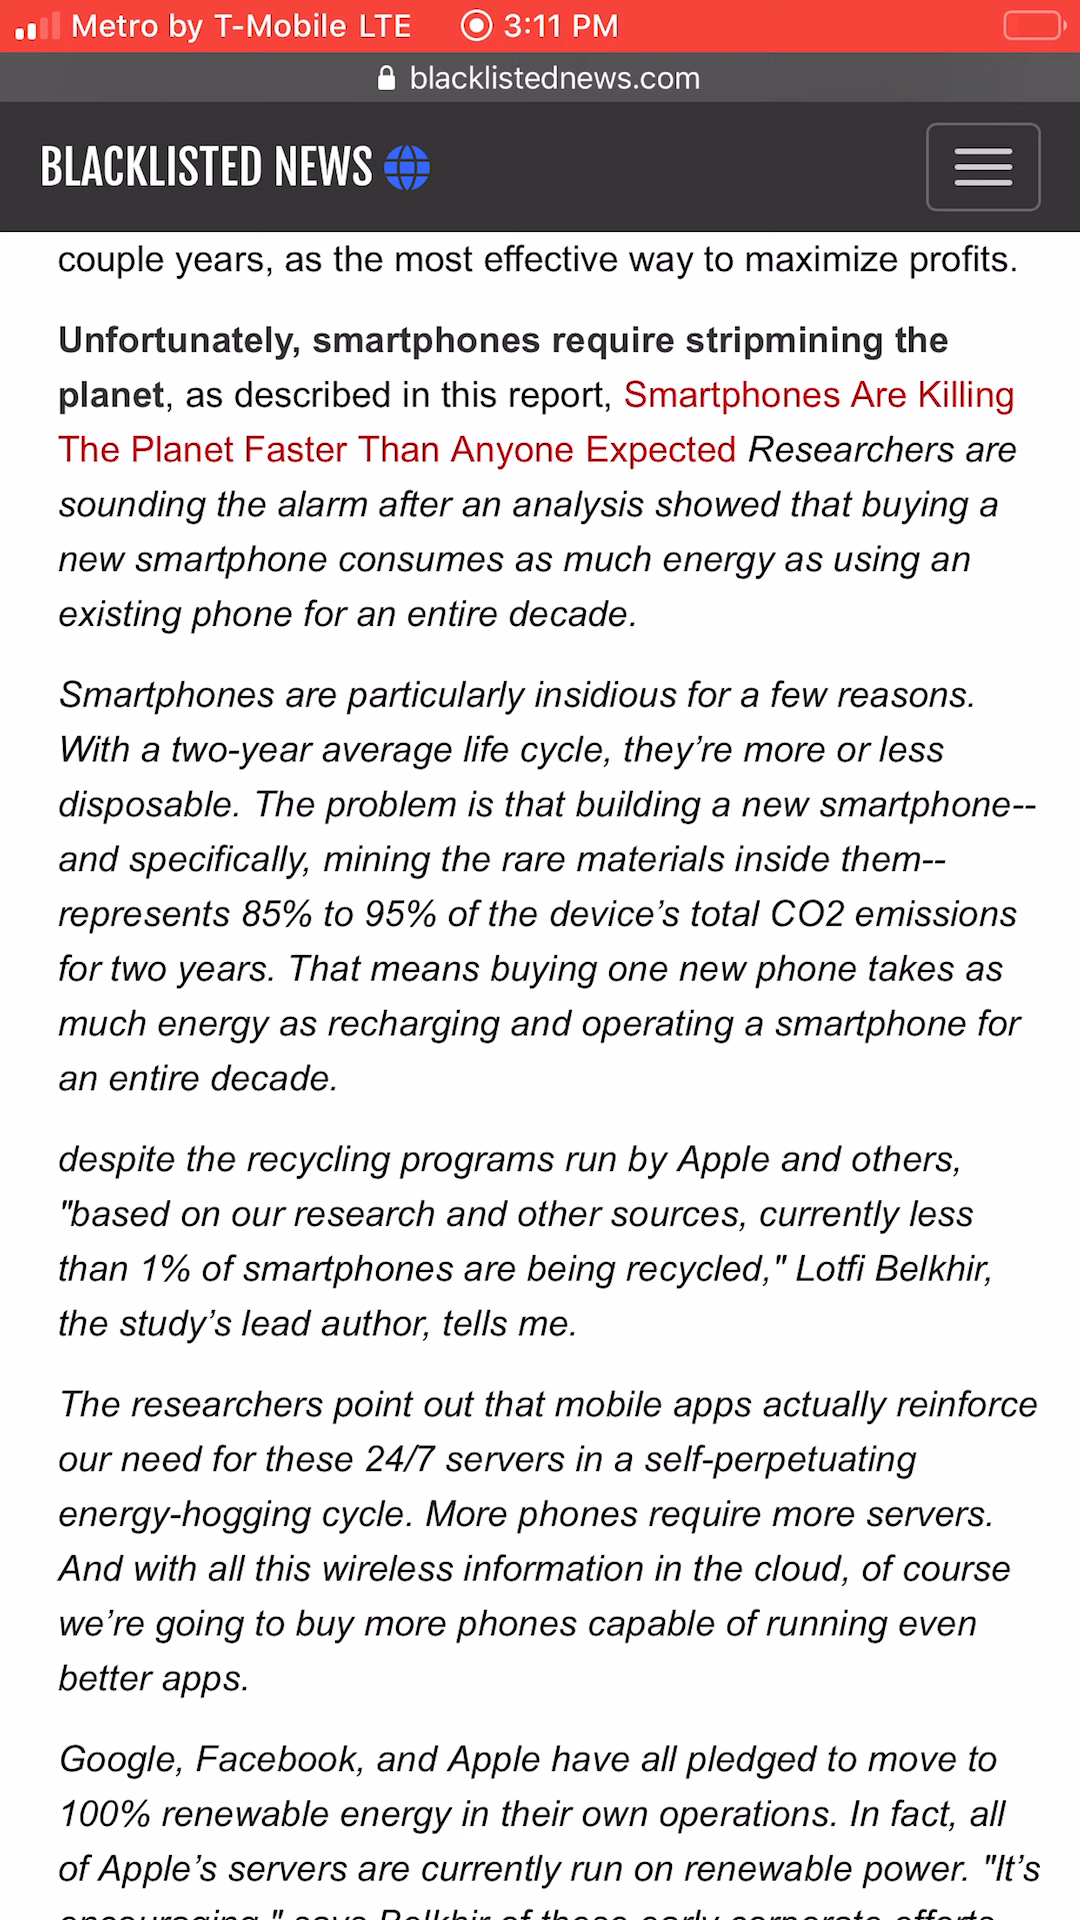 Metro by T-Mobile LTE 3:11 PM
blacklistednews.com
BLACKLISTED NEWS
couple years, as the most effective way to maximize profits.
Unfortunately, smartphones require stripmining the
planet, as described in this report, Smartphones Are Killing
The Planet Faster Than Anyone Expected Researchers are
sounding the alarm after an analysis showed that buying a
new smartphone consumes as much energy as using an
existing phone for an entire decade.
Smartphones are particularly insidious for a few reasons.
With a two-year average life cycle, they’re more or less
disposable. The problem is that building a new smartphone--
and specifically, mining the rare materials inside them--
represents 85% to 95% of the device’s total CO2 emissions
for two years. That means buying one new phone takes as
much energy as recharging and operating a smartphone for
an entire decade.
despite the recycling programs run by Apple and others,
"based on our research and other sources, currently less
than 1% of smartphones are being recycled," Lotfi Belkhir,
the study’s lead author, tells me.
The researchers point out that mobile apps actually reinforce
our need for these 24/7 servers in a self-perpetuating
energy-hogging cycle. More phones require more servers.
And with all this wireless information in the cloud, of course
we’re going to buy more phones capable of running even
better apps.
Google, Facebook, and Apple have all pledged to move to
100% renewable energy in their own operations. In fact, all
of Apple’s servers are currently run on renewable power. "It’s
encouraging," says Belkhir of these early corporate efforts